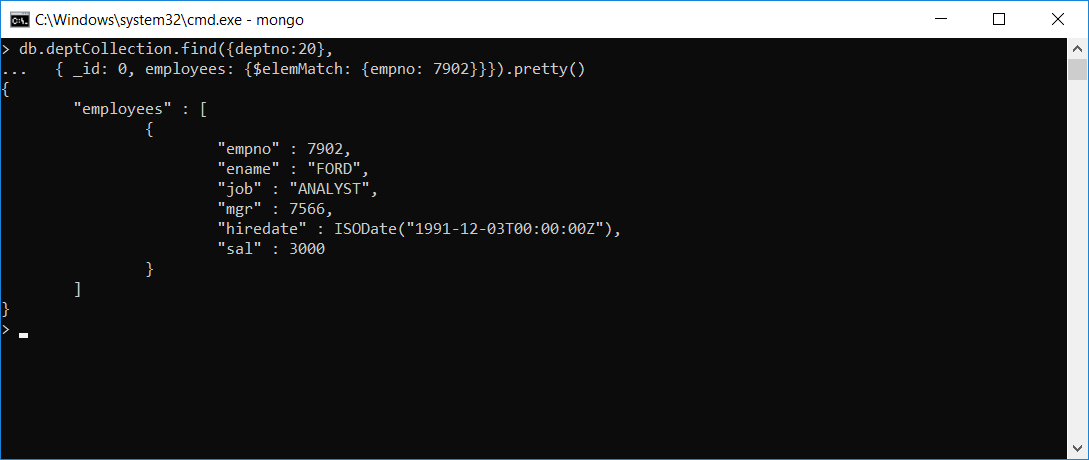 C:\Windows\system32\cmd.exe - mongo
> db.deptCollection.find({deptno:20},
...   { _id: 0, employees: {$elemMatch: {empno: 7902}}}).pretty()
{
        "employees" : [
                {
                        "empno" : 7902,
                        "ename" : "FORD",
                        "job" : "ANALYST",
                        "mgr" : 7566,
                        "hiredate" : ISODate("1991-12-03T00:00:00Z"),
                        "sal" : 3000
                }
        ]
}
>